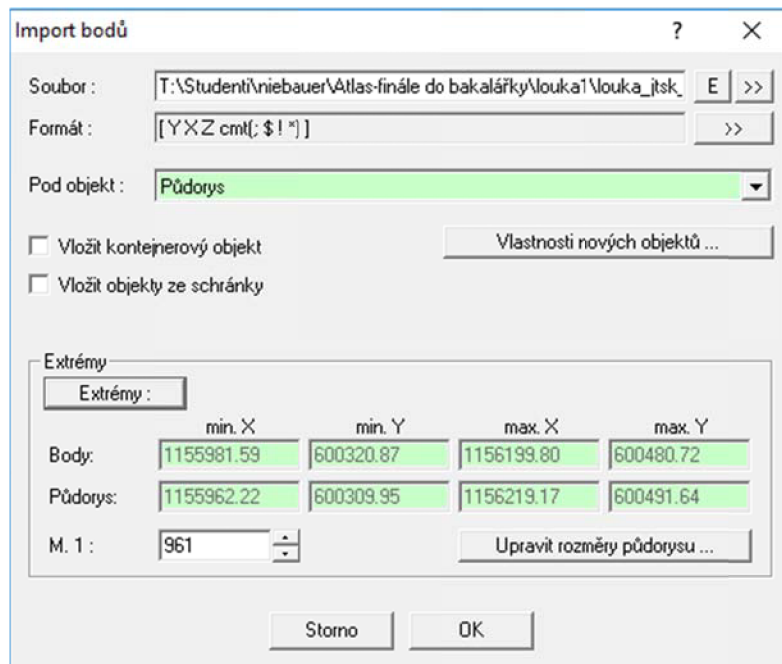 Import bodů ? X
Soubor : T:\Studenti\niebauer\Atlas-finále do bakalářky\louka1\louka_jtsk_ E >>
Formát : [ Y X Z cmt(; $ ! *) ] >>
Pod objekt : Půdorys
Vložit kontejnerový objekt Vlastnosti nových objektů ...
Vložit objekty ze schránky
Extrémy
Extrémy :
min. X min. Y max. X max. Y
Body: 1155981.59 600320.87 1156199.80 600480.72
Půdorys: 1155962.22 600309.95 1156219.17 600491.64
M. 1 : 961 Upravit rozměry půdorysu ...
Storno OK